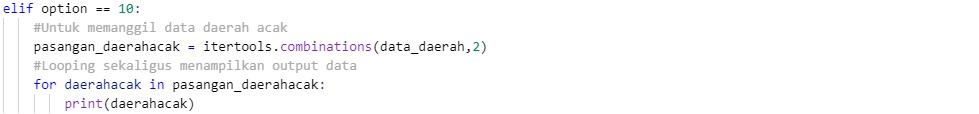 elif option == 10:
#Untuk memanggil data daerah acak
pasangan_daerahacak = itertools.combinations(data_daerah,2)
#Looping sekaligus menampilkan output data
for daerahacak in pasangan_daerahacak:
print(daerahacak)